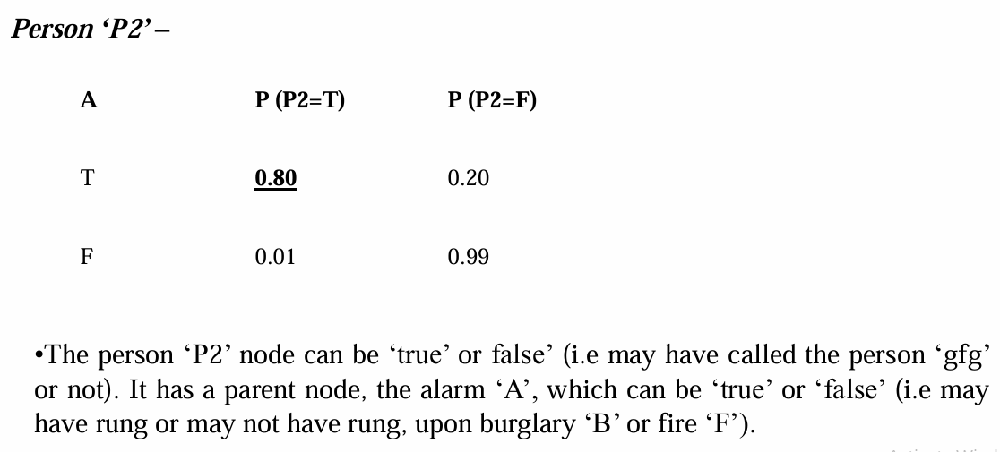 Person ‘P2’ –
A P (P2=T) P (P2=F)
T 0.80 0.20
F 0.01 0.99
•The person ‘P2’ node can be ‘true’ or false’ (i.e may have called the person ‘gfg’
or not). It has a parent node, the alarm ‘A’, which can be ‘true’ or ‘false’ (i.e may
have rung or may not have rung, upon burglary ‘B’ or fire ‘F’).